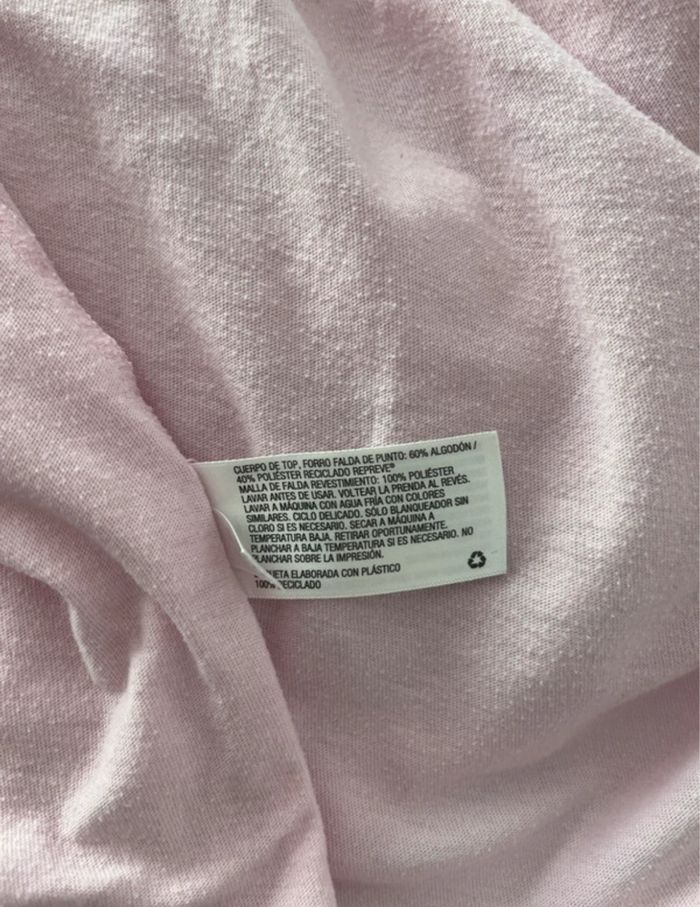 CUERPO DE TOP, FORRO FALDA DE PUNTO: 60% ALGODÓN /
40% POLIÉSTER RECICLADO REPREVE®
MALLA DE FALDA REVESTIMIENTO: 100% POLIÉSTER
LAVAR ANTES DE USAR. VOLTEAR LA PRENDA AL REVÉS.
LAVAR A MÁQUINA CON AGUA FRÍA CON COLORES
SIMILARES. CICLO DELICADO. SÓLO BLANQUEADOR SIN
CLORO SI ES NECESARIO. SECAR A MÁQUINA A
TEMPERATURA BAJA. RETIRAR OPORTUNAMENTE.
PLANCHAR A BAJA TEMPERATURA SI ES NECESARIO. NO
PLANCHAR SOBRE LA IMPRESIÓN.
ELABORADA CON PLÁSTICO
100% RECICLADO